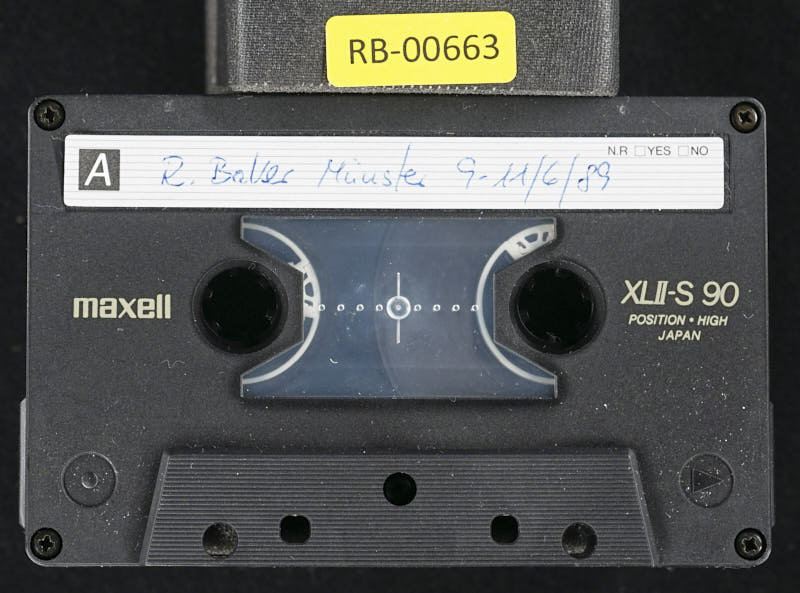 RB-00663
A R. Baker Münster 9-11/6/89
N.R □YES □NO
maxell
XLII-S 90
POSITION • HIGH
JAPAN